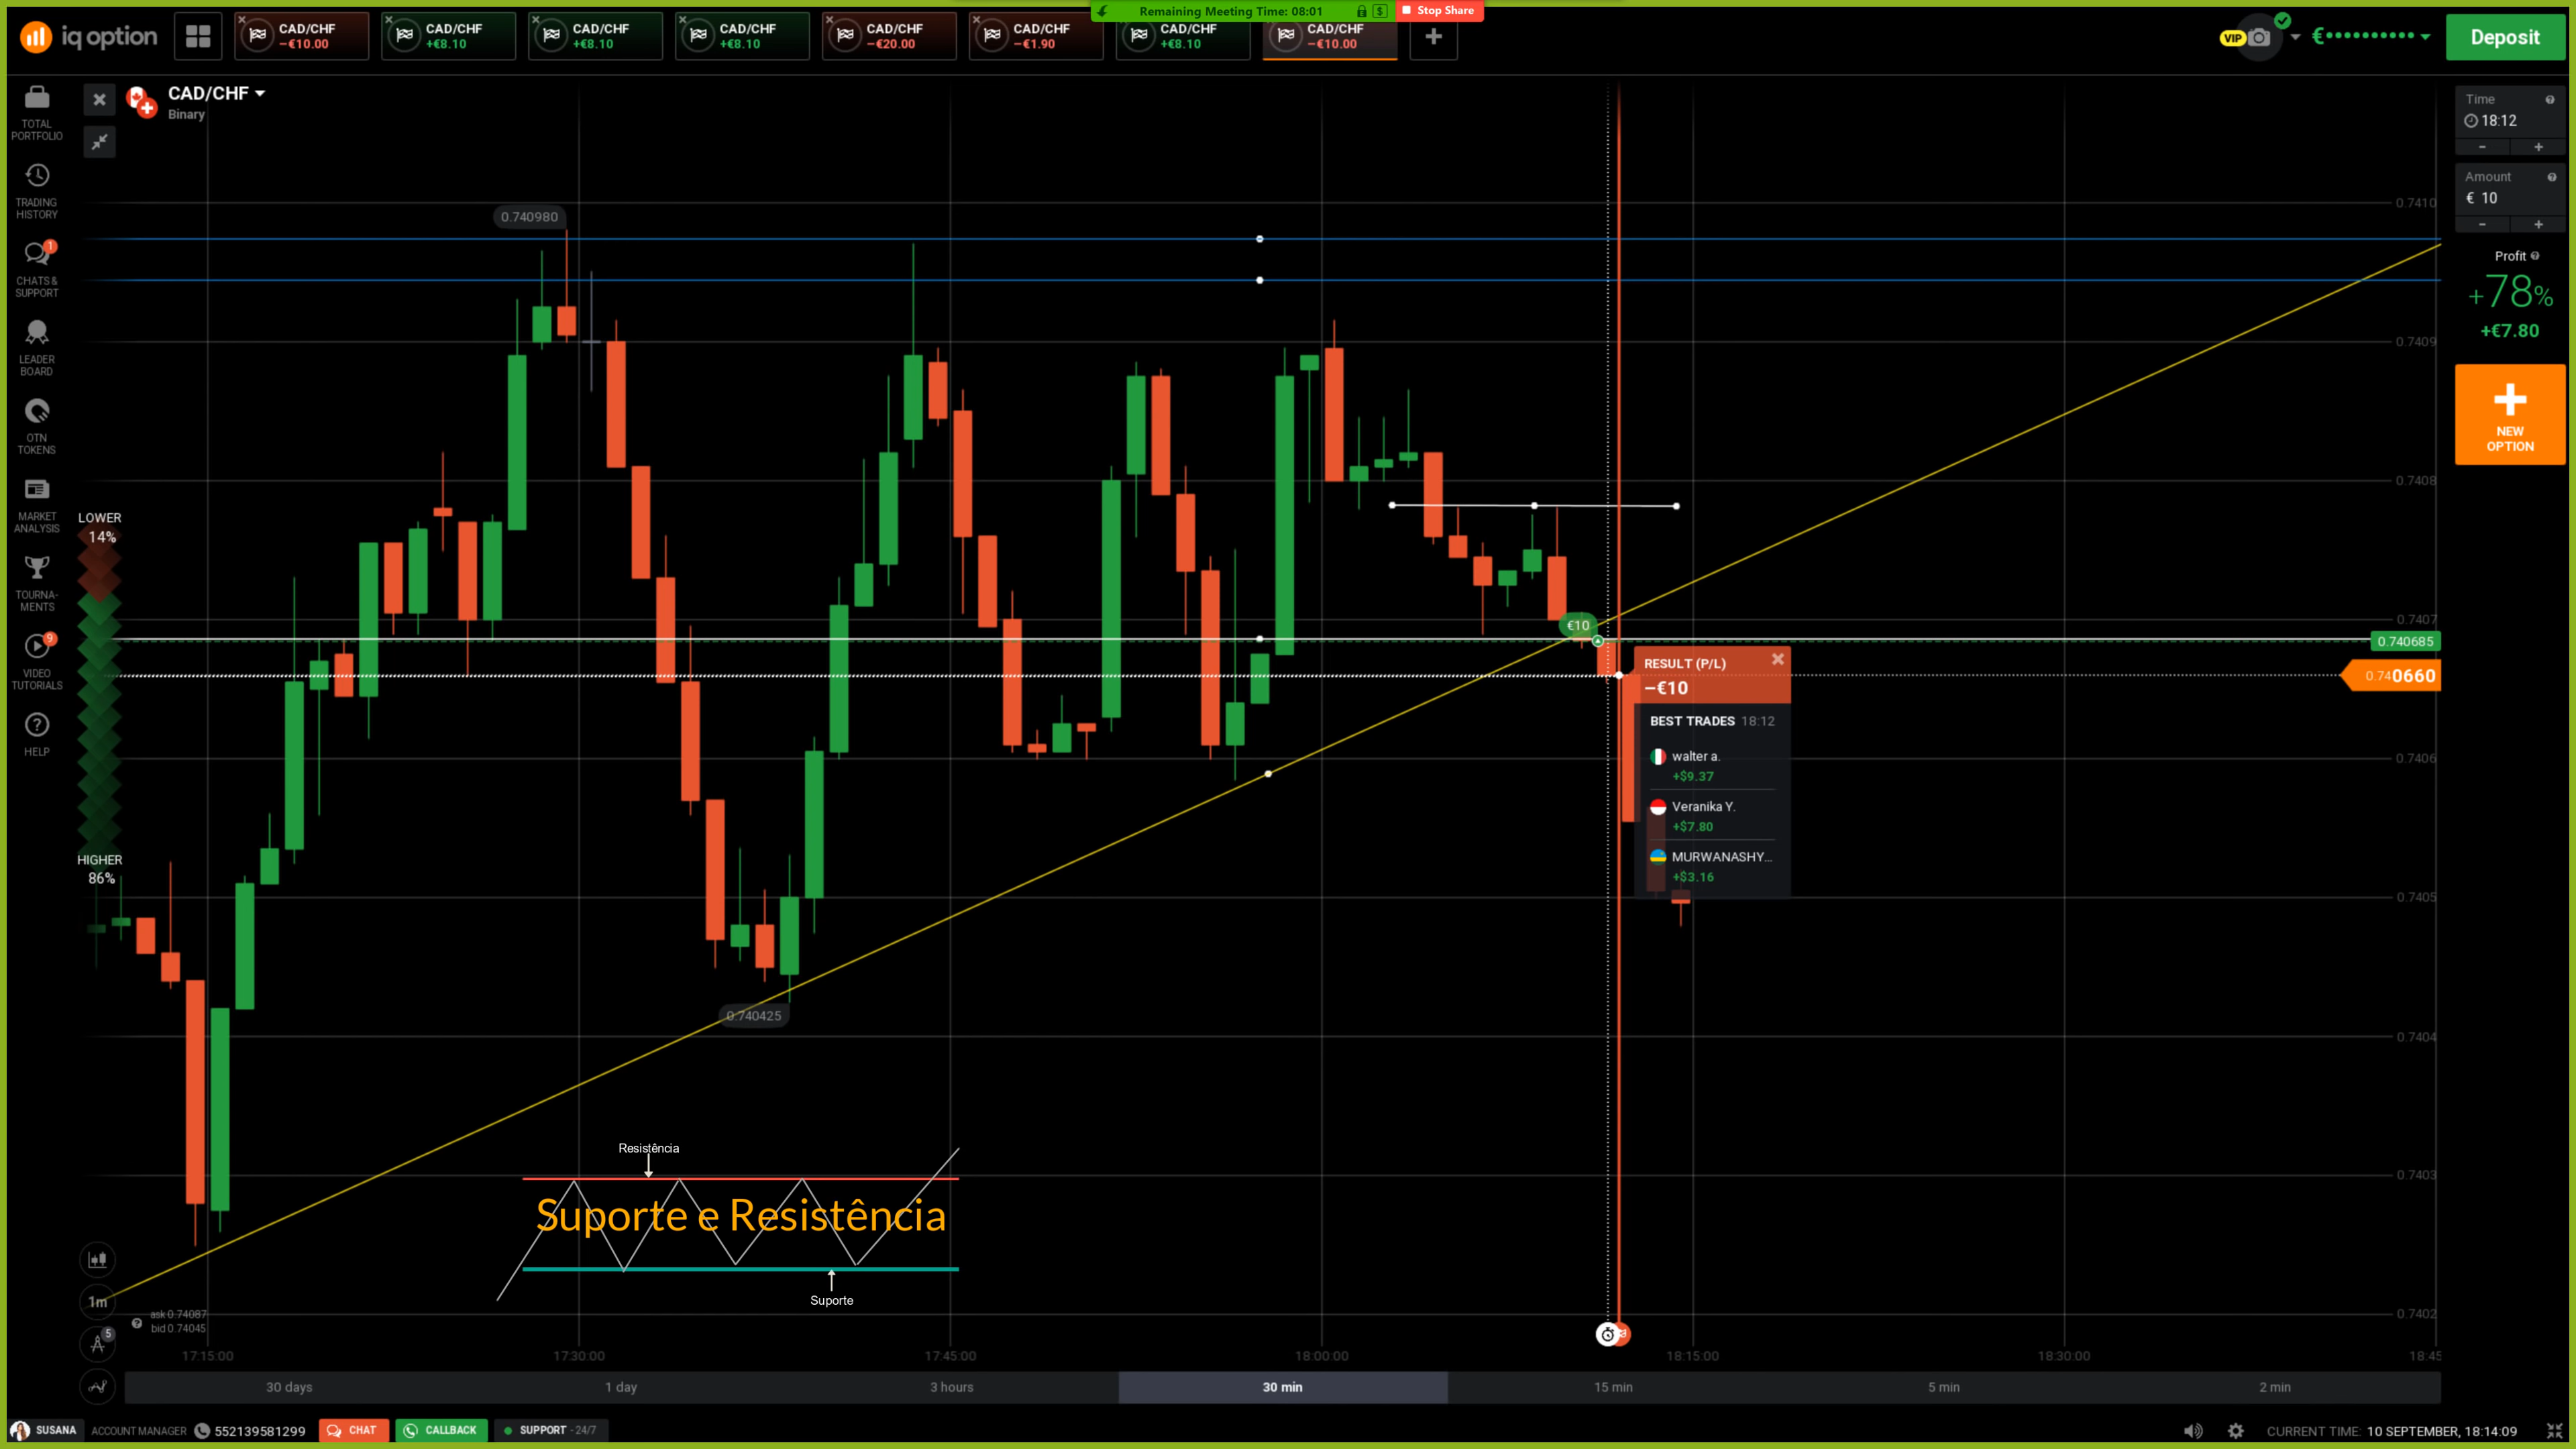 Remaining Meeting Time: 08:01
Stop Share
iq option
CAD/CHF
−€10.00
CAD/CHF
+€8.10
CAD/CHF
+€8.10
CAD/CHF
+€8.10
CAD/CHF
−€20.00
CAD/CHF
−€1.90
CAD/CHF
+€8.10
CAD/CHF
−€10.00
VIP
€
Deposit
TOTAL
PORTFOLIO
TRADING
HISTORY
1
CHATS &
SUPPORT
LEADER
BOARD
OTN
TOKENS
MARKET
ANALYSIS
TOURNA-
MENTS
9
VIDEO
TUTORIALS
HELP
CAD/CHF
Binary
LOWER
14%
HIGHER
86%
0.740980
0.740425
€10
RESULT (P/L)
−€10
BEST TRADES 18:12
walter a.
+$9.37
Veranika Y.
+$7.80
MURWANASHY...
+$3.16
0.7410
0.7409
0.7408
0.7407
0.740685
0.740660
0.7406
0.7405
0.7404
0.7403
0.7402
Time
18:12
- +
Amount
€ 10
- +
Profit
+78%
+€7.80
NEW
OPTION
Resistência
Suporte e Resistência
Suporte
1m
5
ask 0.74087
bid 0.74045
17:15:00
17:30:00
17:45:00
18:00:00
18:15:00
18:30:00
18:45
30 days
1 day
3 hours
30 min
15 min
5 min
2 min
SUSANA
ACCOUNT MANAGER
552139581299
CHAT
CALLBACK
SUPPORT - 24/7
CURRENT TIME: 10 SEPTEMBER, 18:14:09